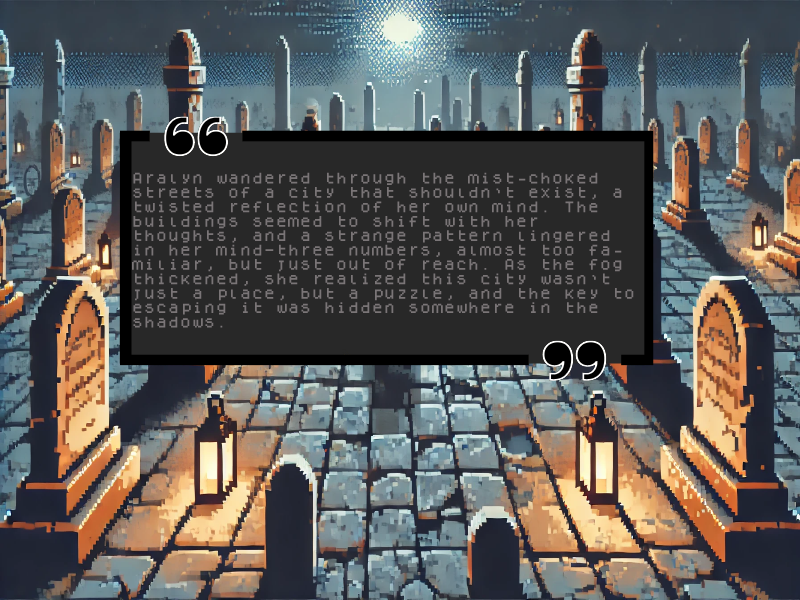 “
Aralyn wandered through the mist-choked
streets of a city that shouldn't exist, a
twisted reflection of her own mind. The
buildings seemed to shift with her
thoughts, and a strange pattern lingered
in her mind—three numbers, almost too fa-
miliar, but just out of reach. As the fog
thickened, she realized this city wasn't
just a place, but a puzzle, and the key to
escaping it was hidden somewhere in the
shadows.
”